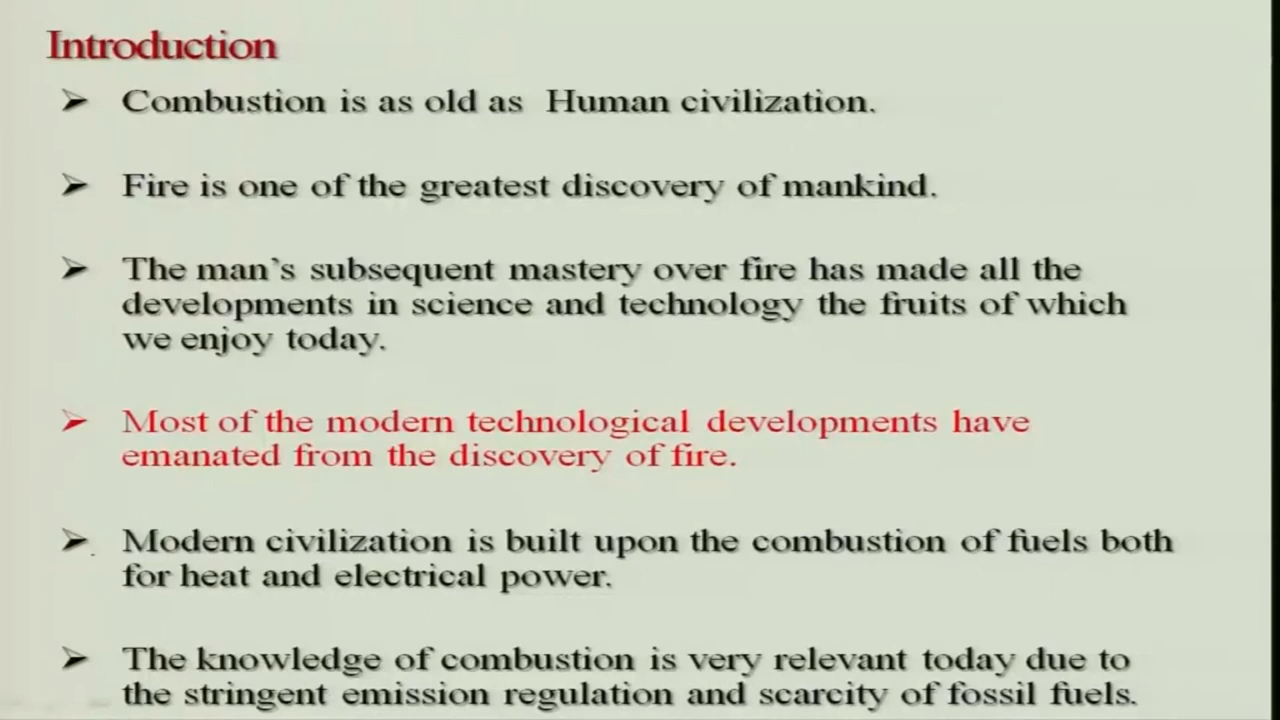 Introduction
➢ Combustion is as old as Human civilization.
➢ Fire is one of the greatest discovery of mankind.
➢ The man’s subsequent mastery over fire has made all the
developments in science and technology the fruits of which
we enjoy today.
➢ Most of the modern technological developments have
emanated from the discovery of fire.
➢ Modern civilization is built upon the combustion of fuels both
for heat and electrical power.
➢ The knowledge of combustion is very relevant today due to
the stringent emission regulation and scarcity of fossil fuels.